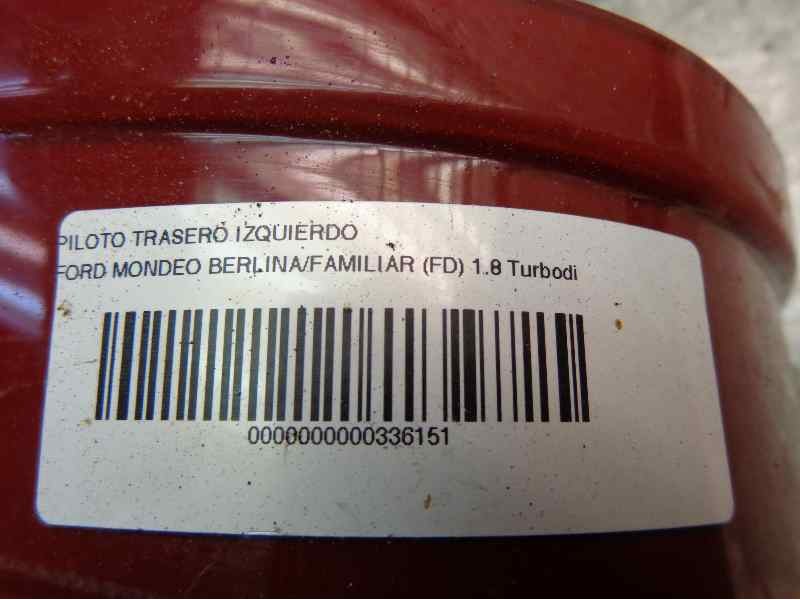 PILOTO TRASERO IZQUIERDO
FORD MONDEO BERLINA/FAMILIAR (FD) 1.8 Turbodi
0000000000336151